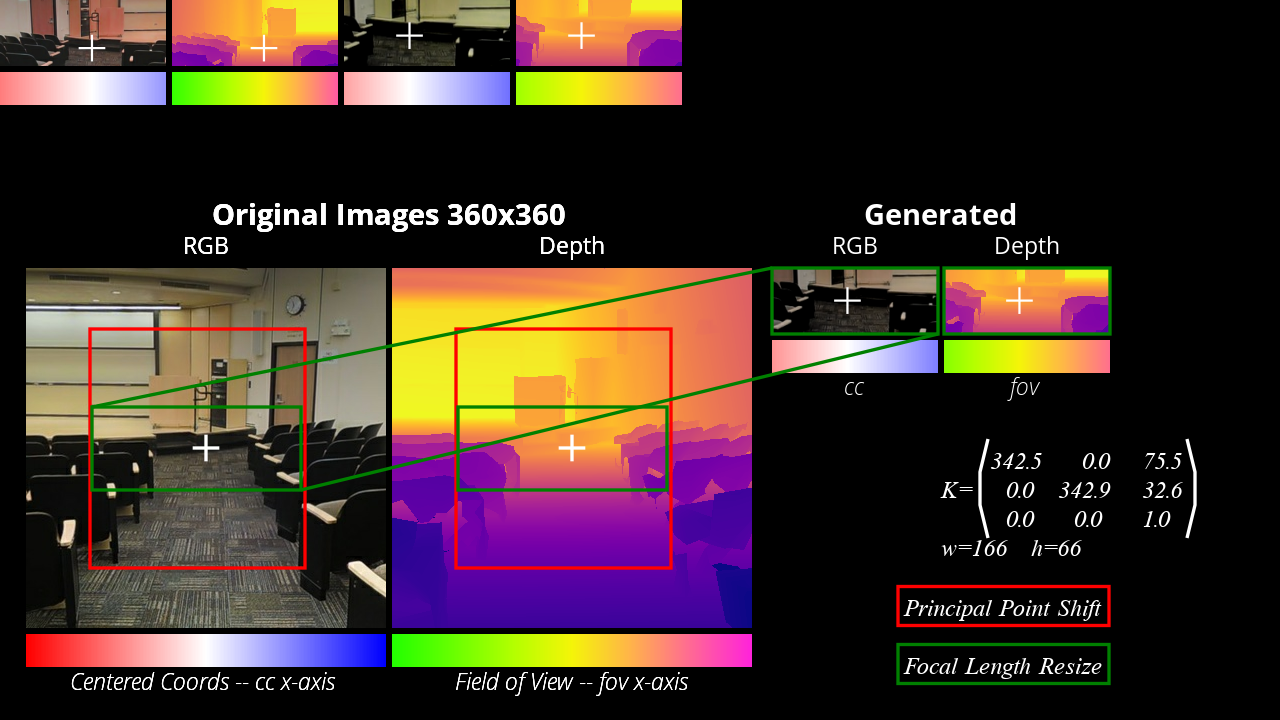 Original Images 360x360
Generated
RGB
Depth
RGB
Depth
cc
fov
K=
342.5 0.0 75.5
0.0 342.9 32.6
0.0 0.0 1.0
w=166 h=66
Principal Point Shift
Focal Length Resize
Centered Coords -- cc x-axis
Field of View -- fov x-axis